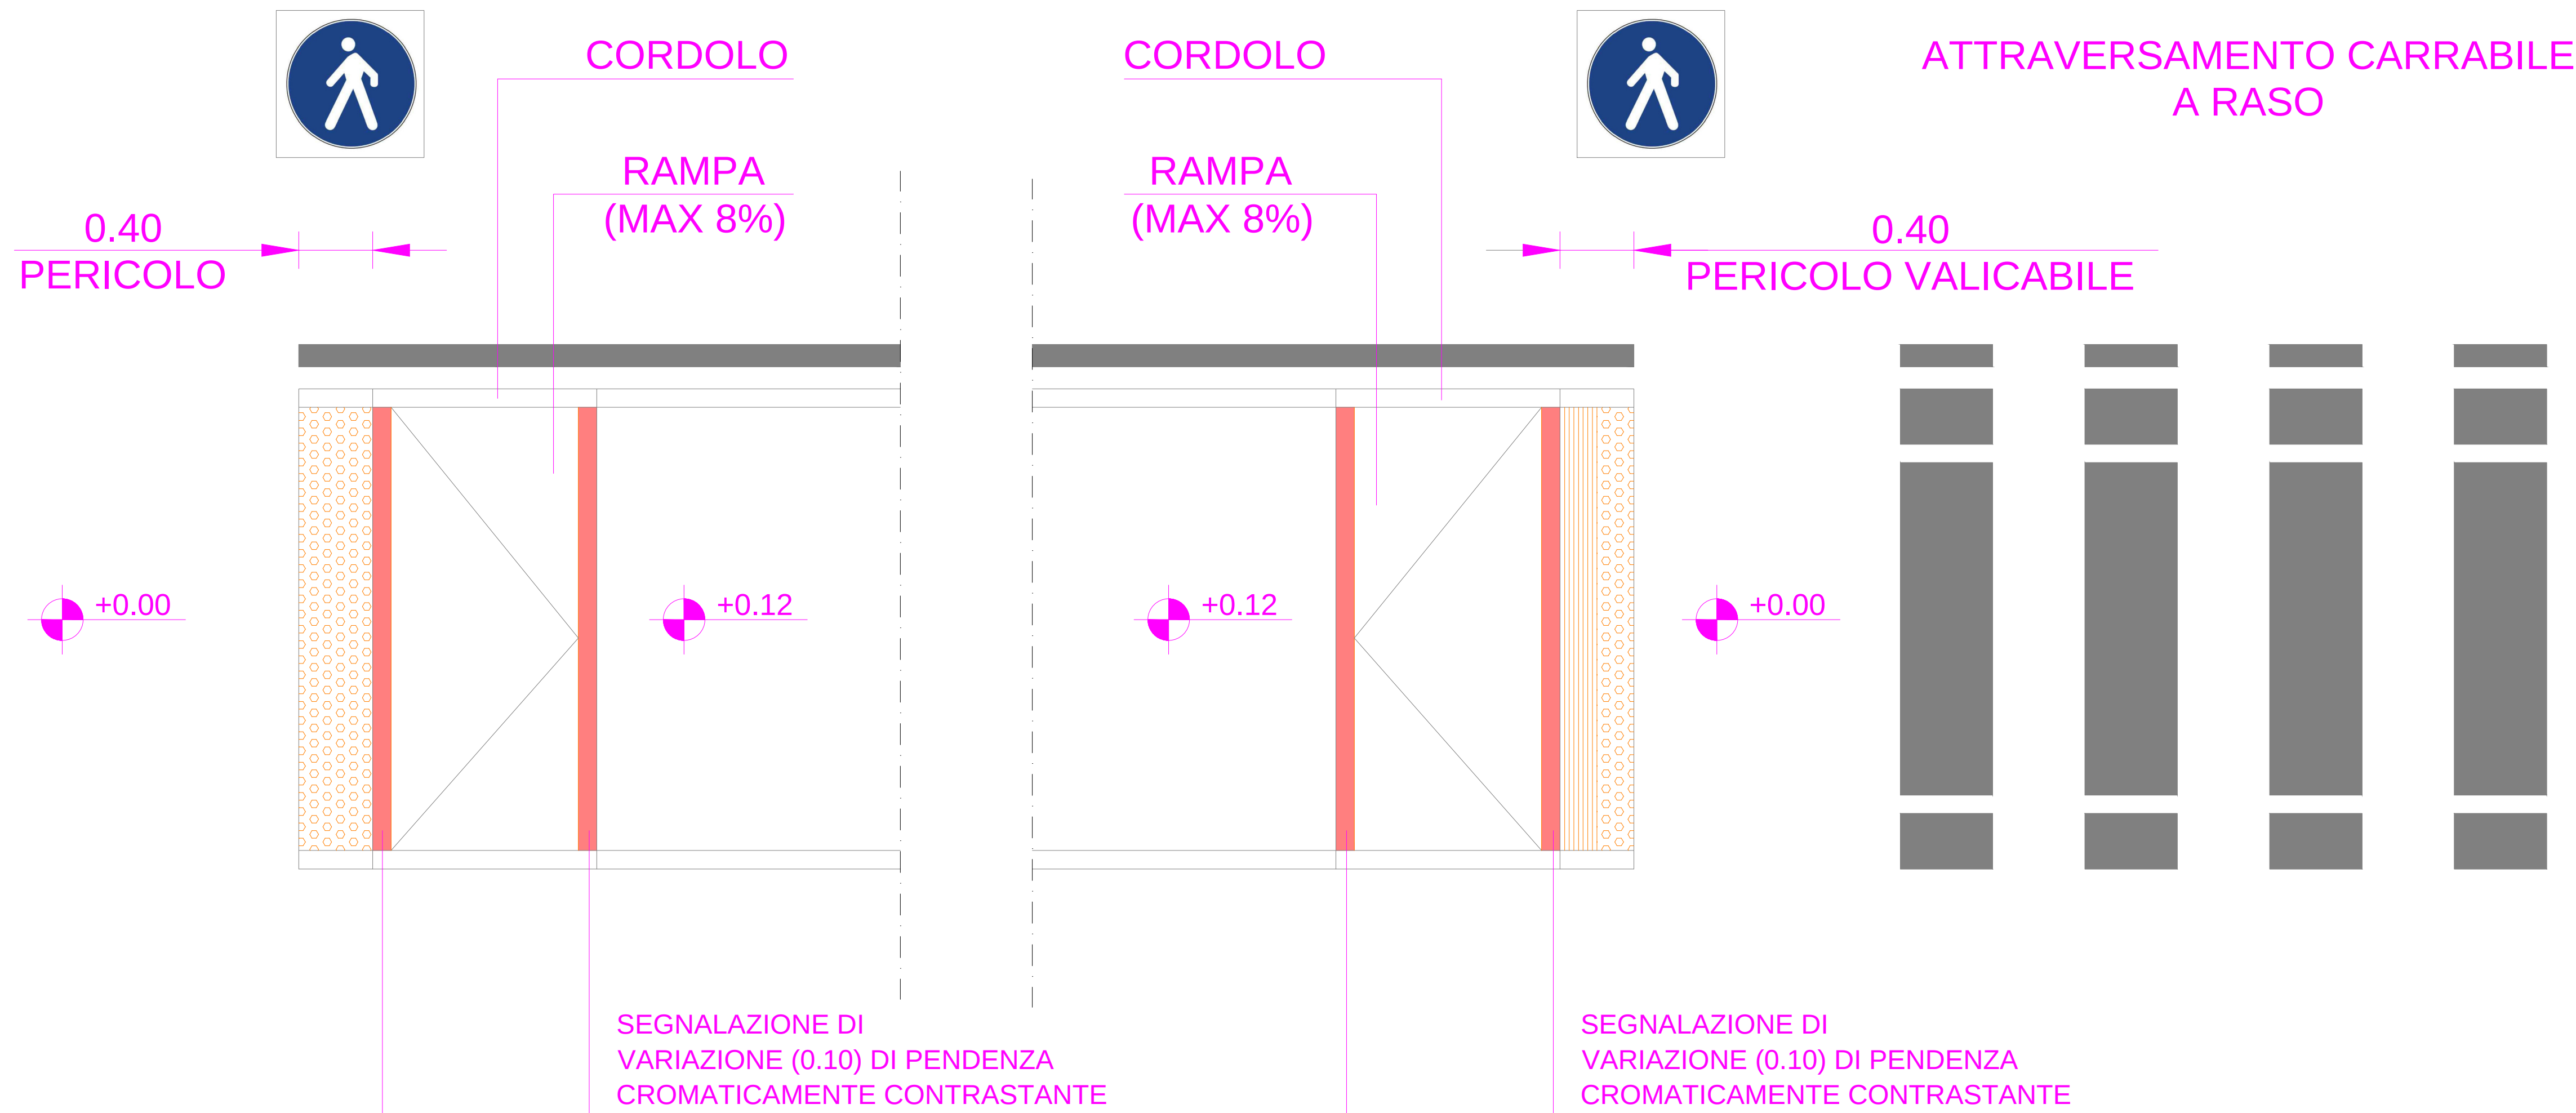 CORDOLO
CORDOLO
ATTRAVERSAMENTO CARRABILE
A RASO
RAMPA
(MAX 8%)
RAMPA
(MAX 8%)
0.40
PERICOLO
0.40
PERICOLO VALICABILE
+0.00
+0.12
+0.12
+0.00
SEGNALAZIONE DI
VARIAZIONE (0.10) DI PENDENZA
CROMATICAMENTE CONTRASTANTE
SEGNALAZIONE DI
VARIAZIONE (0.10) DI PENDENZA
CROMATICAMENTE CONTRASTANTE